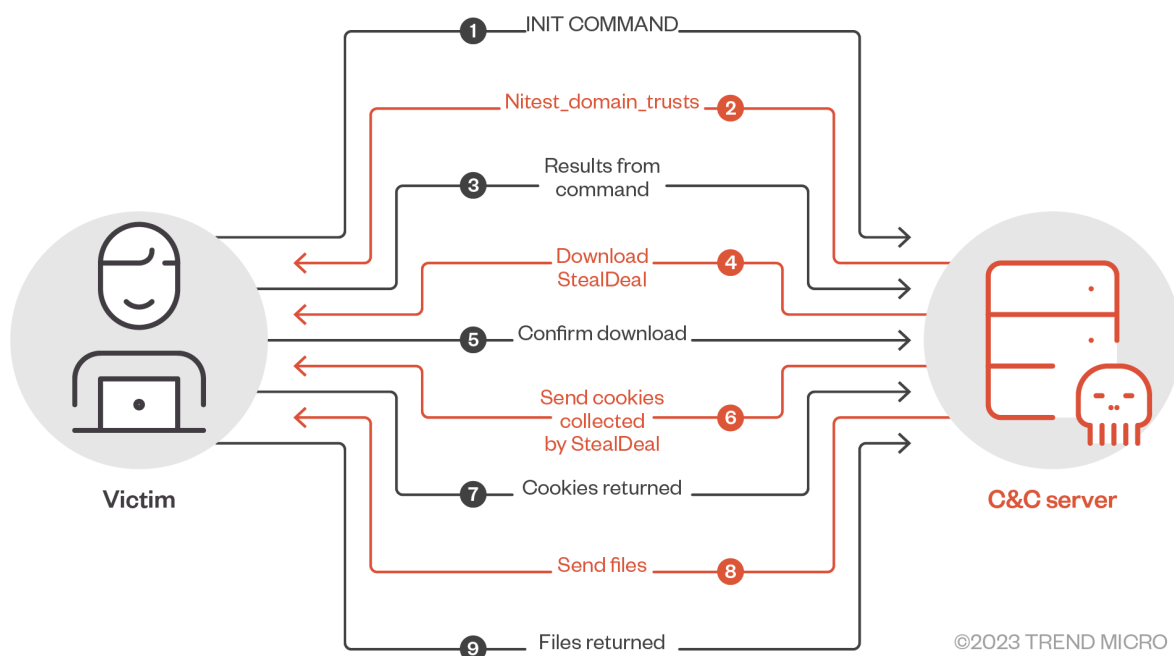 1
INIT COMMAND
Nitest_domain_trusts
2
3
Results from
command
Download
StealDeal
4
5
Confirm download
Send cookies
collected
by StealDeal
6
7
Cookies returned
Victim
C&C server
Send files
8
9
Files returned
©2023 TREND MICRO